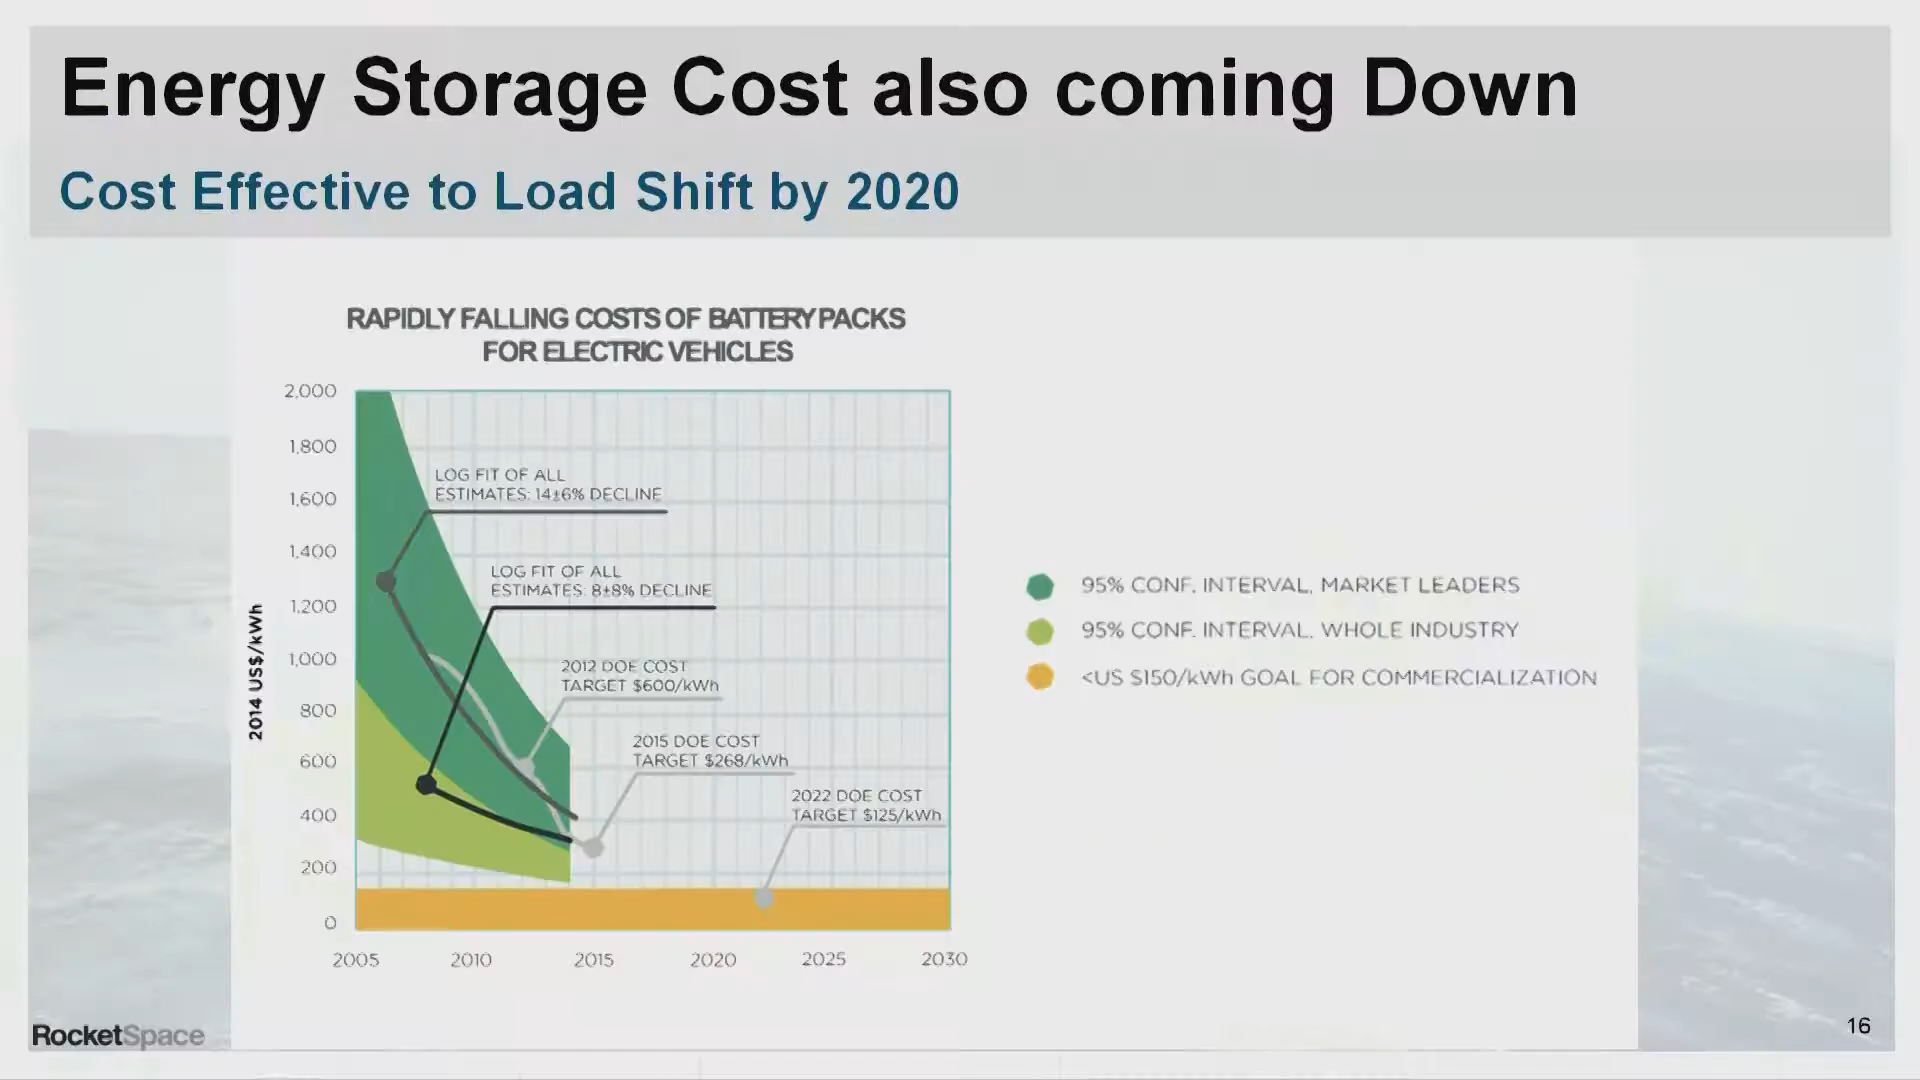 Energy Storage Cost also coming Down
Cost Effective to Load Shift by 2020
RAPIDLY FALLING COSTS OF BATTERY PACKS
FOR ELECTRIC VEHICLES
2014 US$/kWh
2,000
1,800
1,600
1,400
1,200
1,000
800
600
400
200
0
LOG FIT OF ALL
ESTIMATES: 14±6% DECLINE
LOG FIT OF ALL
ESTIMATES: 8±8% DECLINE
2012 DOE COST
TARGET $600/kWh
2015 DOE COST
TARGET $268/kWh
2022 DOE COST
TARGET $125/kWh
2005 2010 2015 2020 2025 2030
95% CONF. INTERVAL, MARKET LEADERS
95% CONF. INTERVAL, WHOLE INDUSTRY
<US $150/kWh GOAL FOR COMMERCIALIZATION
RocketSpace
16